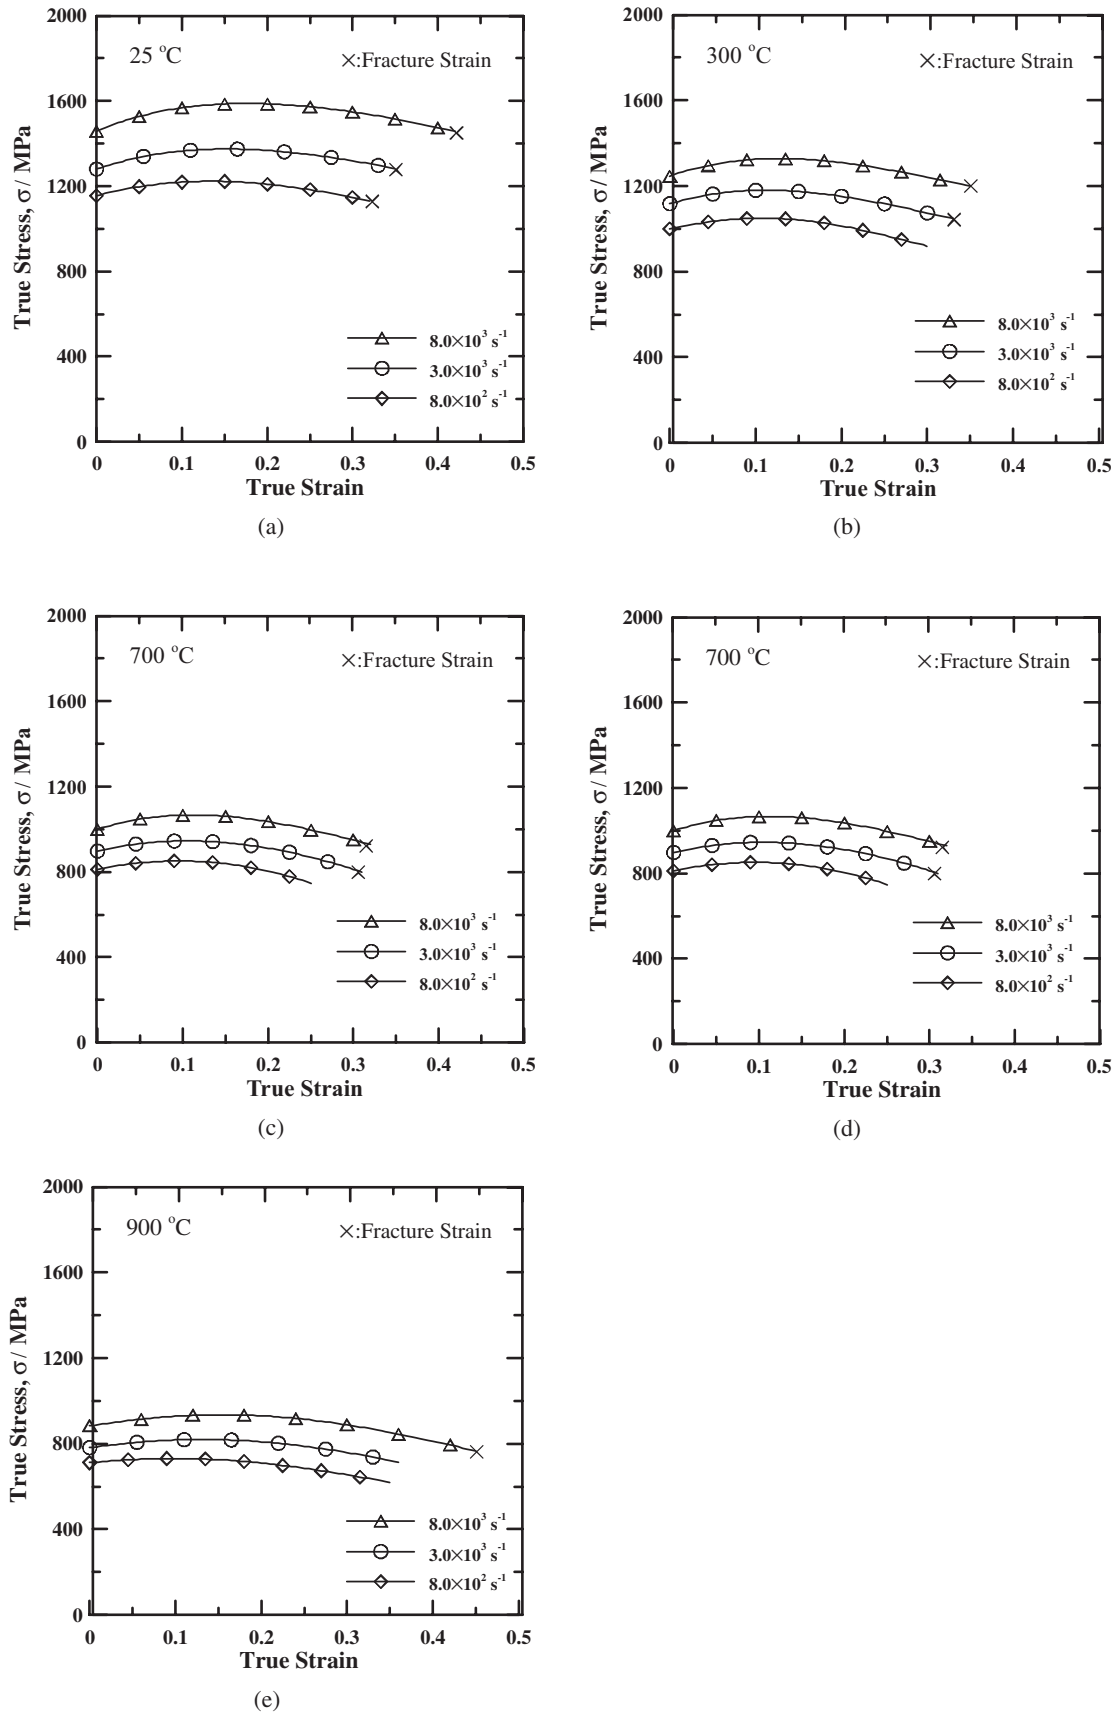 2000
25 °C
×:Fracture Strain
1600
1200
800
400
0
True Stress, σ / MPa
8.0×10³ s⁻¹
3.0×10³ s⁻¹
8.0×10² s⁻¹
0 0.1 0.2 0.3 0.4 0.5
True Strain
(a)
2000
300 °C
×:Fracture Strain
1600
1200
800
400
0
True Stress, σ / MPa
8.0×10³ s⁻¹
3.0×10³ s⁻¹
8.0×10² s⁻¹
0 0.1 0.2 0.3 0.4 0.5
True Strain
(b)
2000
700 °C
×:Fracture Strain
1600
1200
800
400
0
True Stress, σ / MPa
8.0×10³ s⁻¹
3.0×10³ s⁻¹
8.0×10² s⁻¹
0 0.1 0.2 0.3 0.4 0.5
True Strain
(c)
2000
700 °C
×:Fracture Strain
1600
1200
800
400
0
True Stress, σ / MPa
8.0×10³ s⁻¹
3.0×10³ s⁻¹
8.0×10² s⁻¹
0 0.1 0.2 0.3 0.4 0.5
True Strain
(d)
2000
900 °C
×:Fracture Strain
1600
1200
800
400
0
True Stress, σ / MPa
8.0×10³ s⁻¹
3.0×10³ s⁻¹
8.0×10² s⁻¹
0 0.1 0.2 0.3 0.4 0.5
True Strain
(e)